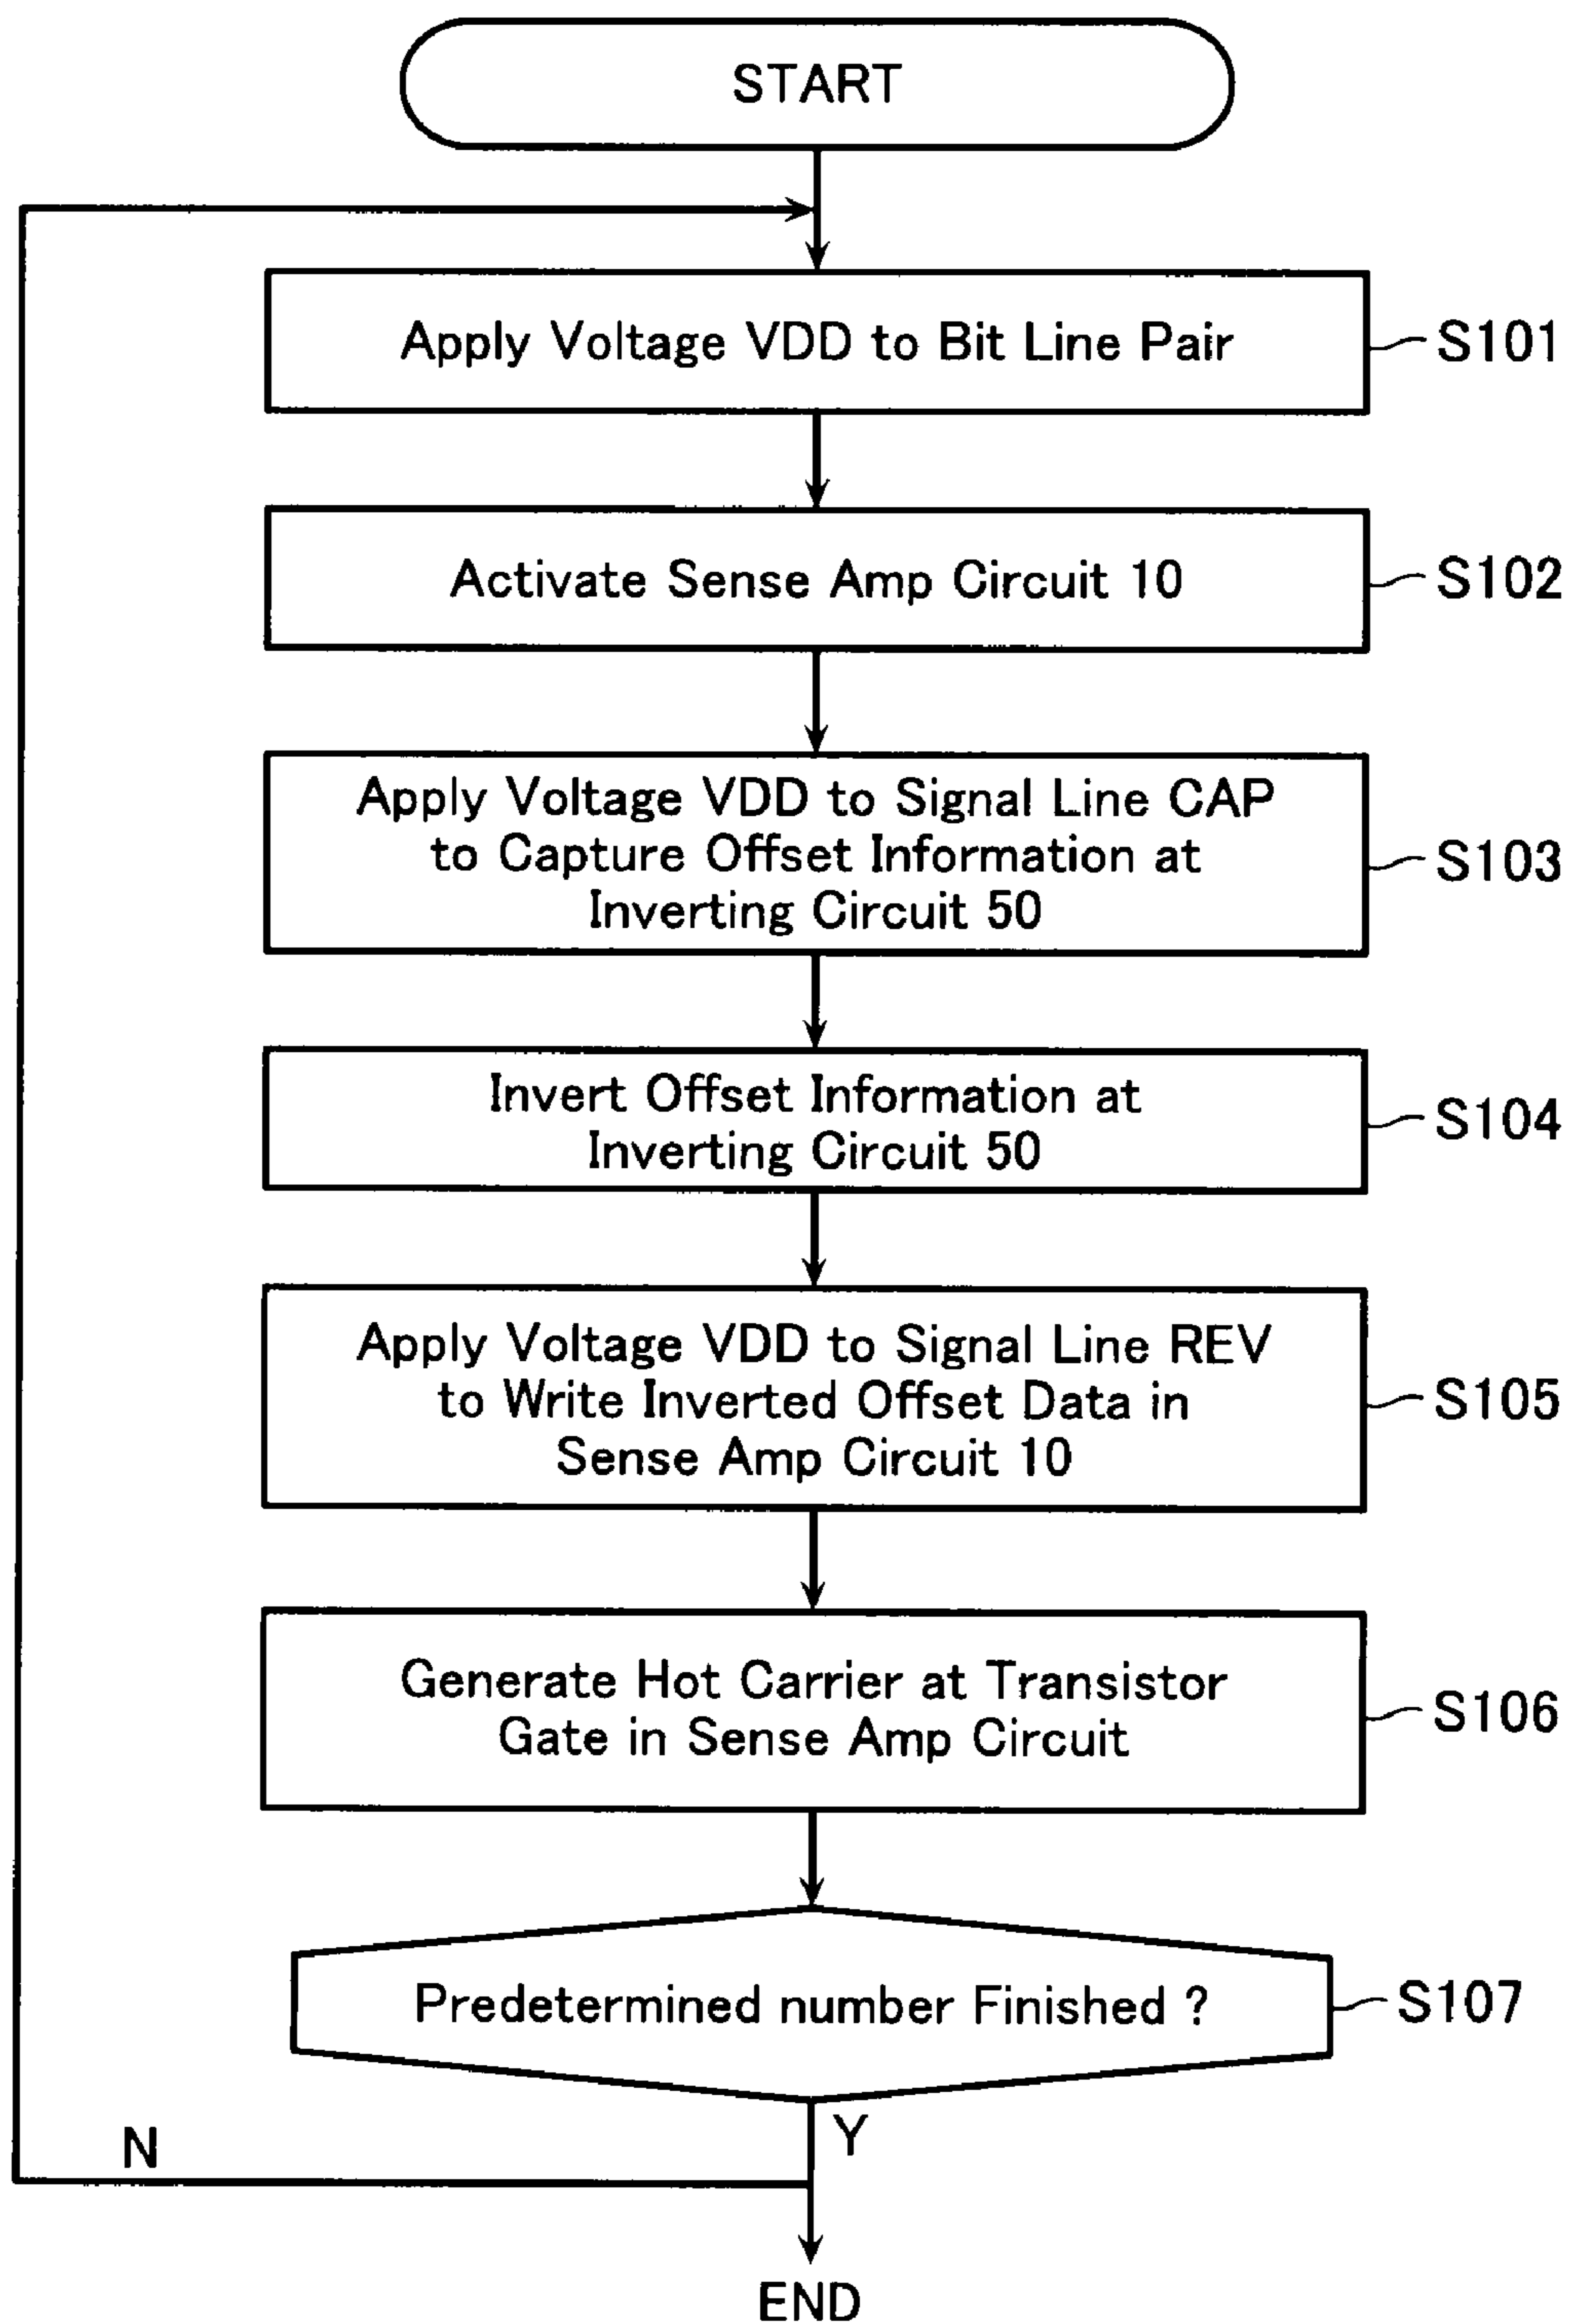 START
Apply Voltage VDD to Bit Line Pair
S101
Activate Sense Amp Circuit 10
S102
Apply Voltage VDD to Signal Line CAP
to Capture Offset Information at
Inverting Circuit 50
S103
Invert Offset Information at
Inverting Circuit 50
S104
Apply Voltage VDD to Signal Line REV
to Write Inverted Offset Data in
Sense Amp Circuit 10
S105
Generate Hot Carrier at Transistor
Gate in Sense Amp Circuit
S106
Predetermined number Finished ?
S107
N
Y
END